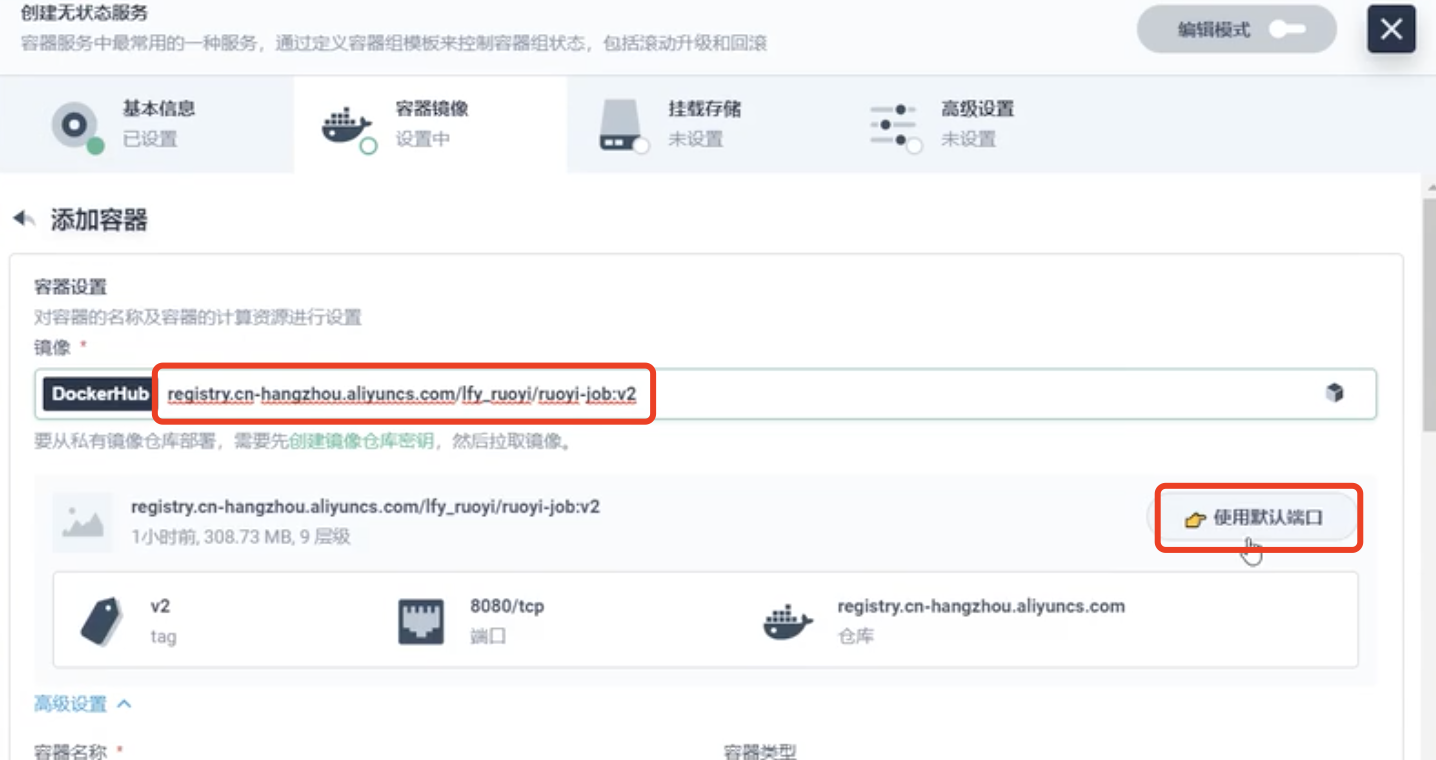 创建无状态服务
容器服务中最常用的一种服务，通过定义容器组模板来控制容器组状态，包括滚动升级和回滚
编辑模式
基本信息
已设置
容器镜像
设置中
挂载存储
未设置
高级设置
未设置
添加容器
容器设置
对容器的名称及容器的计算资源进行设置
镜像 *
DockerHub registry.cn-hangzhou.aliyuncs.com/lfy_ruoyi/ruoyi-job:v2
要从私有镜像仓库部署，需要先创建镜像仓库密钥，然后拉取镜像。
registry.cn-hangzhou.aliyuncs.com/lfy_ruoyi/ruoyi-job:v2
1小时前, 308.73 MB, 9 层级
使用默认端口
v2
tag
8080/tcp
端口
registry.cn-hangzhou.aliyuncs.com
仓库
高级设置
容器名称 *
容器类型